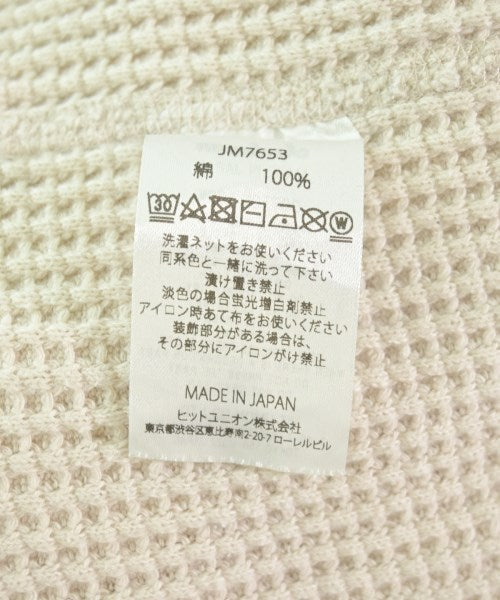 JM7653
綿 100%
洗濯ネットをお使いください
同系色と一緒に洗って下さい
漬け置き禁止
淡色の場合蛍光増白剤禁止
アイロン時あて布をお使いください
装飾部分がある場合は、
その部分にアイロンがけ禁止
MADE IN JAPAN
ヒットユニオン株式会社
東京都渋谷区恵比寿南2-20-7 ローレルビル